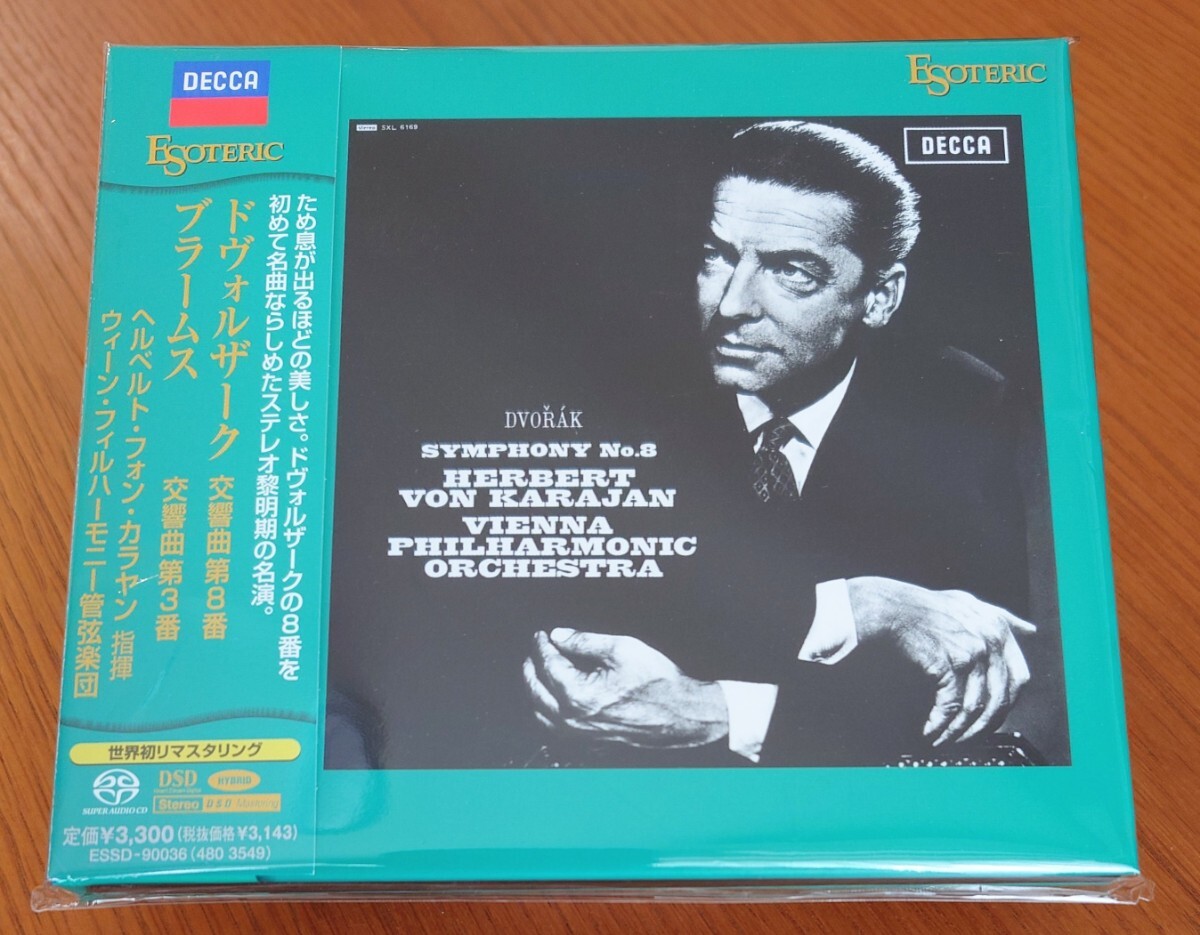 DECCA
ESOTERIC
ため息が出るほどの美しさ。ドヴォルザークの8番を
初めて名曲ならしめたステレオ黎明期の名演。
ドヴォルザーク 交響曲第8番
ブラームス 交響曲第3番
ヘルベルト・フォン・カラヤン 指揮
ウィーン・フィルハーモニー管弦楽団
世界初リマスタリング
SUPER AUDIO CD
DSD
HYBRID
Stereo
DSD Mastering
定価¥3,300(税抜価格¥3,143)
ESSD-90036(480 3549)
ESOTERIC
stereo SXL 6169
DECCA
DVOŘÁK
SYMPHONY No.8
HERBERT
VON KARAJAN
VIENNA
PHILHARMONIC
ORCHESTRA